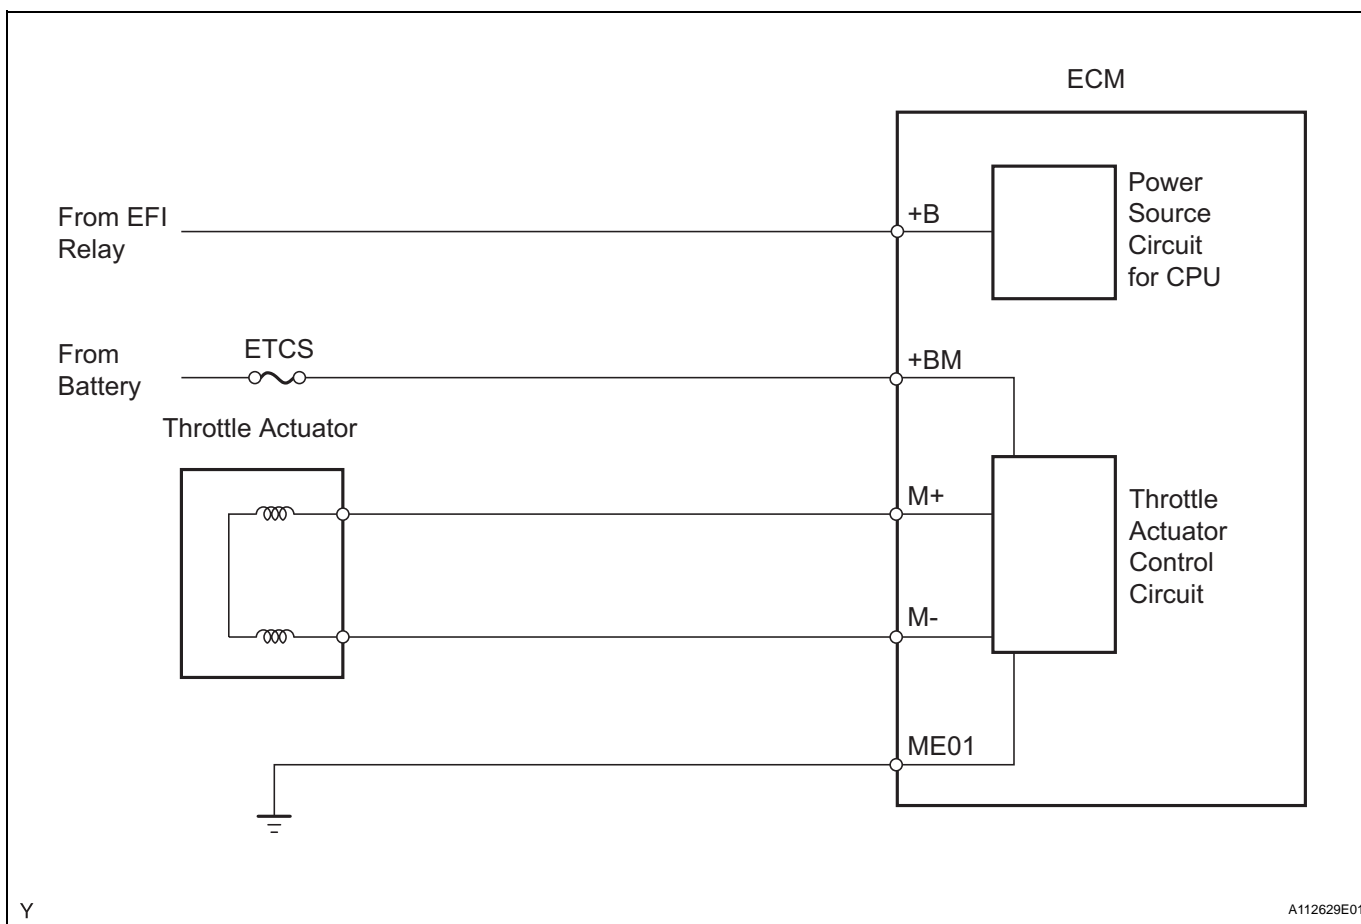 ECM
Power
Source
Circuit
for CPU
From EFI
Relay
+B
From
Battery
ETCS
+BM
Throttle Actuator
M+
M-
Throttle
Actuator
Control
Circuit
ME01
Y
A112629E01